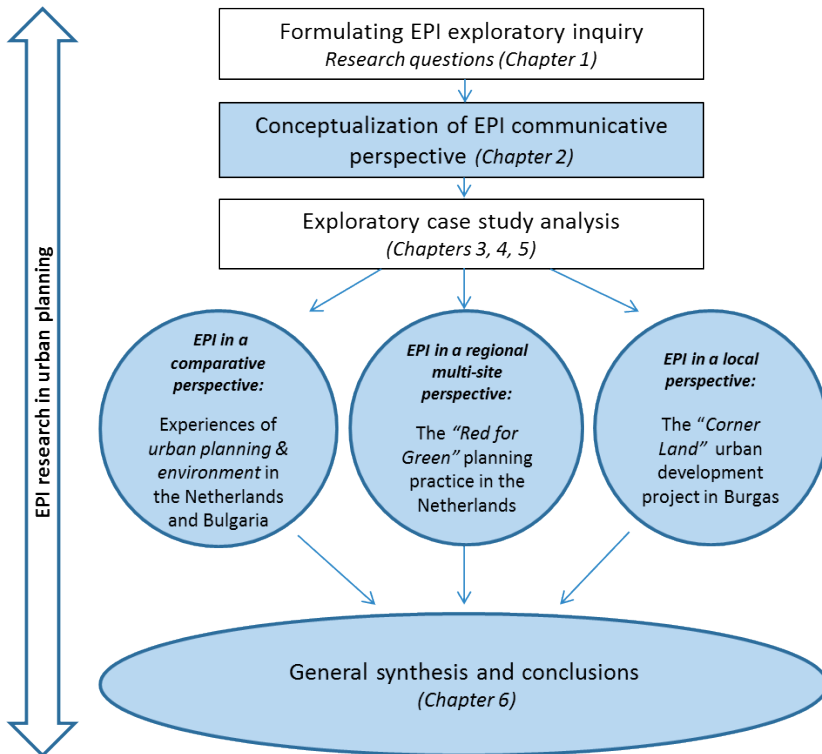 Formulating EPI exploratory inquiry
Research questions (Chapter 1)
Conceptualization of EPI communicative
perspective (Chapter 2)
Exploratory case study analysis
(Chapters 3, 4, 5)
EPI research in urban planning
EPI in a
comparative
perspective:
Experiences of
urban planning &
environment in
the Netherlands
and Bulgaria
EPI in a regional
multi-site
perspective:
The “Red for
Green” planning
practice in the
Netherlands
EPI in a local
perspective:
The “Corner
Land” urban
development
project in Burgas
General synthesis and conclusions
(Chapter 6)